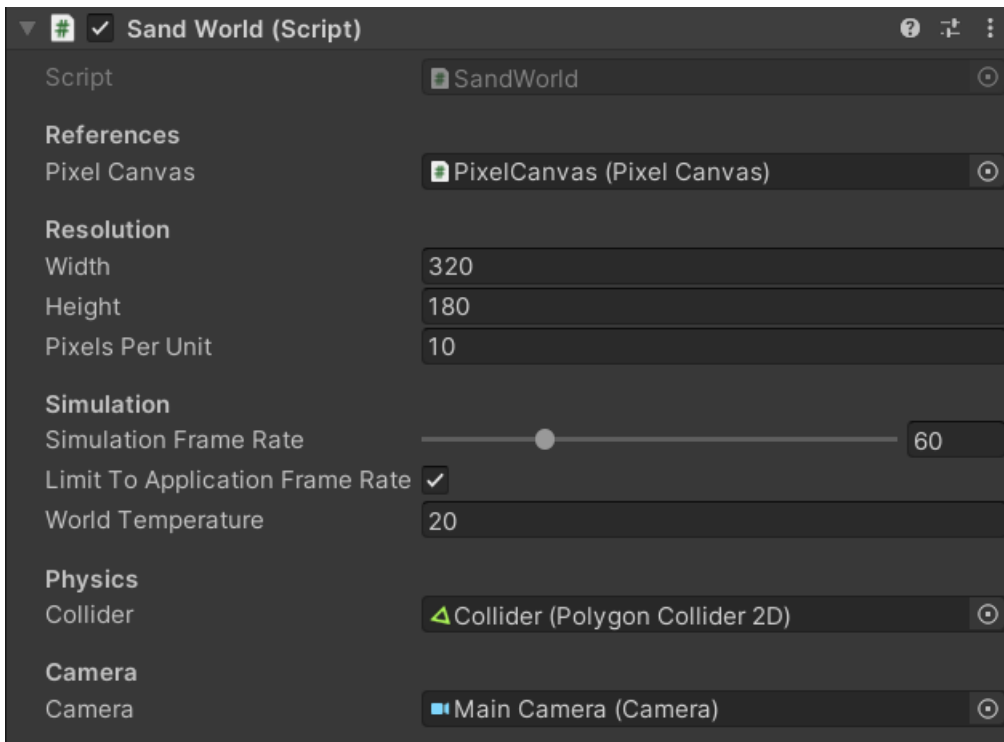 Sand World (Script)
Script SandWorld
References
Pixel Canvas PixelCanvas (Pixel Canvas)
Resolution
Width 320
Height 180
Pixels Per Unit 10
Simulation
Simulation Frame Rate 60
Limit To Application Frame Rate
World Temperature 20
Physics
Collider Collider (Polygon Collider 2D)
Camera
Camera Main Camera (Camera)